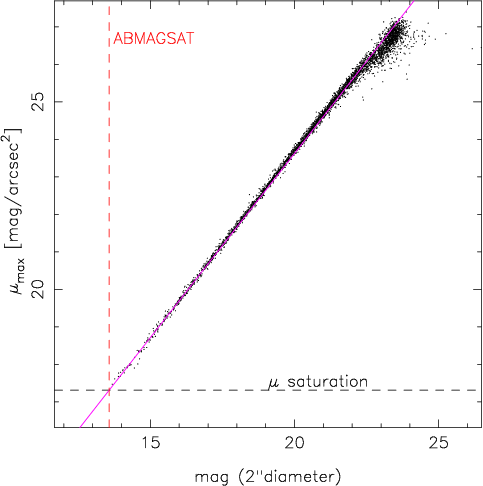 ABMAGSAT
25
20
μmax [mag/arcsec²]
μ saturation
15 20 25
mag (2"diameter)